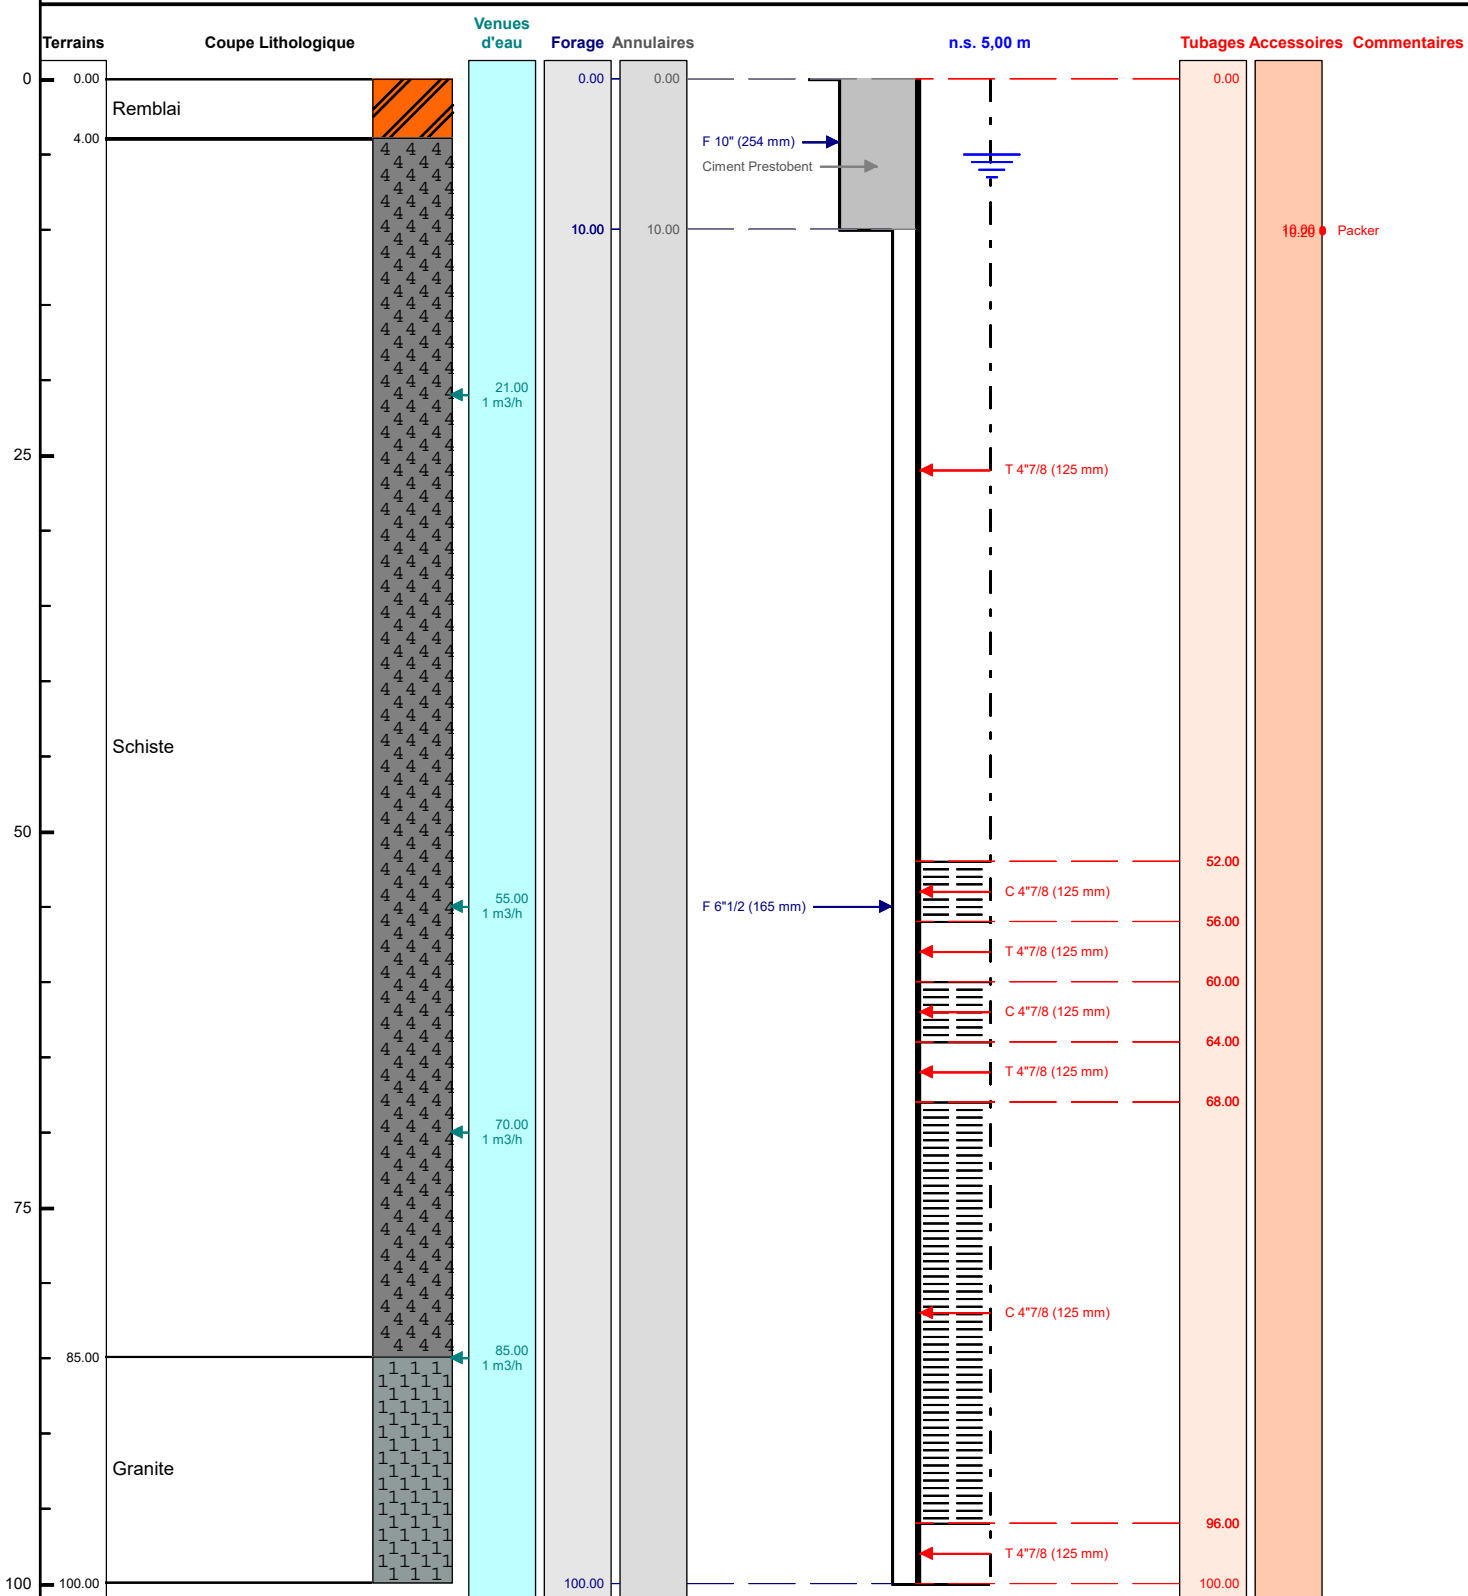 Venues
Terrains Coupe Lithologique d'eau Forage Annulaires n.s. 5,00 m Tubages Accessoires Commentaires
0 0.00 0.00 0.00 0.00
Remblai
4.00
F 10" (254 mm)
Ciment Prestobent
10.00 10.00 10.00 Packer
10.20
21.00
1 m3/h
25
T 4"7/8 (125 mm)
Schiste
50
52.00
C 4"7/8 (125 mm)
55.00
1 m3/h
F 6"1/2 (165 mm)
56.00
T 4"7/8 (125 mm)
60.00
C 4"7/8 (125 mm)
64.00
T 4"7/8 (125 mm)
68.00
70.00
1 m3/h
75
C 4"7/8 (125 mm)
85.00 85.00
1 m3/h
Granite
96.00
T 4"7/8 (125 mm)
100 100.00 100.00 100.00